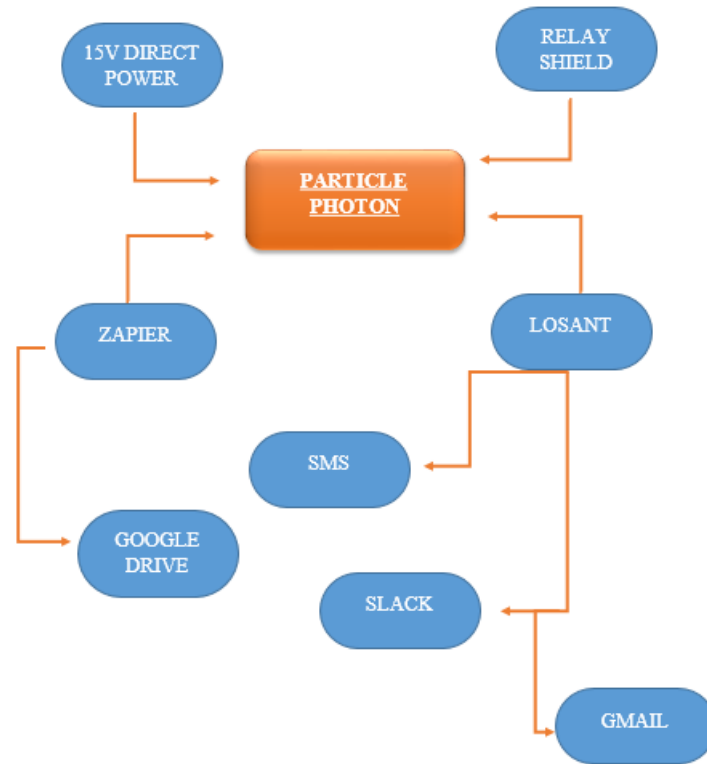 15V DIRECT
POWER
RELAY
SHIELD
PARTICLE
PHOTON
ZAPIER
LOSANT
SMS
GOOGLE
DRIVE
SLACK
GMAIL